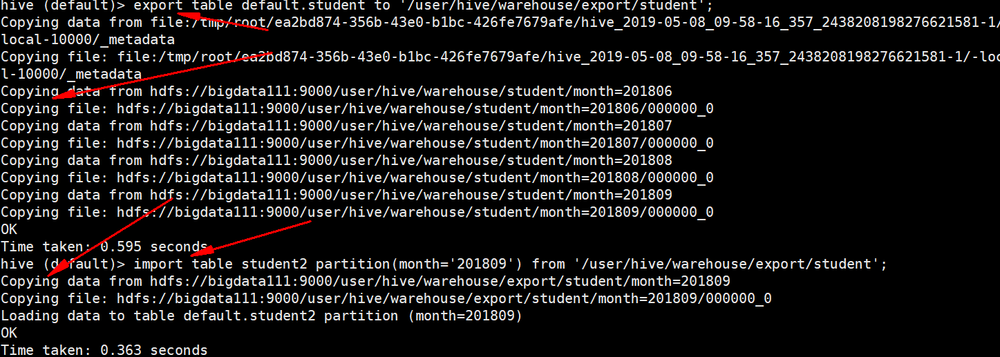 hive (default)> export table default.student to '/user/hive/warehouse/export/student';
Copying data from file:/tmp/root/ea2bd874-356b-43e0-b1bc-426fe7679afe/hive_2019-05-08_09-58-16_357_2438208198276621581-1/
local-10000/_metadata
Copying file: file:/tmp/root/ea2bd874-356b-43e0-b1bc-426fe7679afe/hive_2019-05-08_09-58-16_357_2438208198276621581-1/-loc
l-10000/_metadata
Copying data from hdfs://bigdata111:9000/user/hive/warehouse/student/month=201806
Copying file: hdfs://bigdata111:9000/user/hive/warehouse/student/month=201806/000000_0
Copying data from hdfs://bigdata111:9000/user/hive/warehouse/student/month=201807
Copying file: hdfs://bigdata111:9000/user/hive/warehouse/student/month=201807/000000_0
Copying data from hdfs://bigdata111:9000/user/hive/warehouse/student/month=201808
Copying file: hdfs://bigdata111:9000/user/hive/warehouse/student/month=201808/000000_0
Copying data from hdfs://bigdata111:9000/user/hive/warehouse/student/month=201809
Copying file: hdfs://bigdata111:9000/user/hive/warehouse/student/month=201809/000000_0
OK
Time taken: 0.595 seconds
hive (default)> import table student2 partition(month='201809') from '/user/hive/warehouse/export/student';
Copying data from hdfs://bigdata111:9000/user/hive/warehouse/export/student/month=201809
Copying file: hdfs://bigdata111:9000/user/hive/warehouse/export/student/month=201809/000000_0
Loading data to table default.student2 partition (month=201809)
OK
Time taken: 0.363 seconds